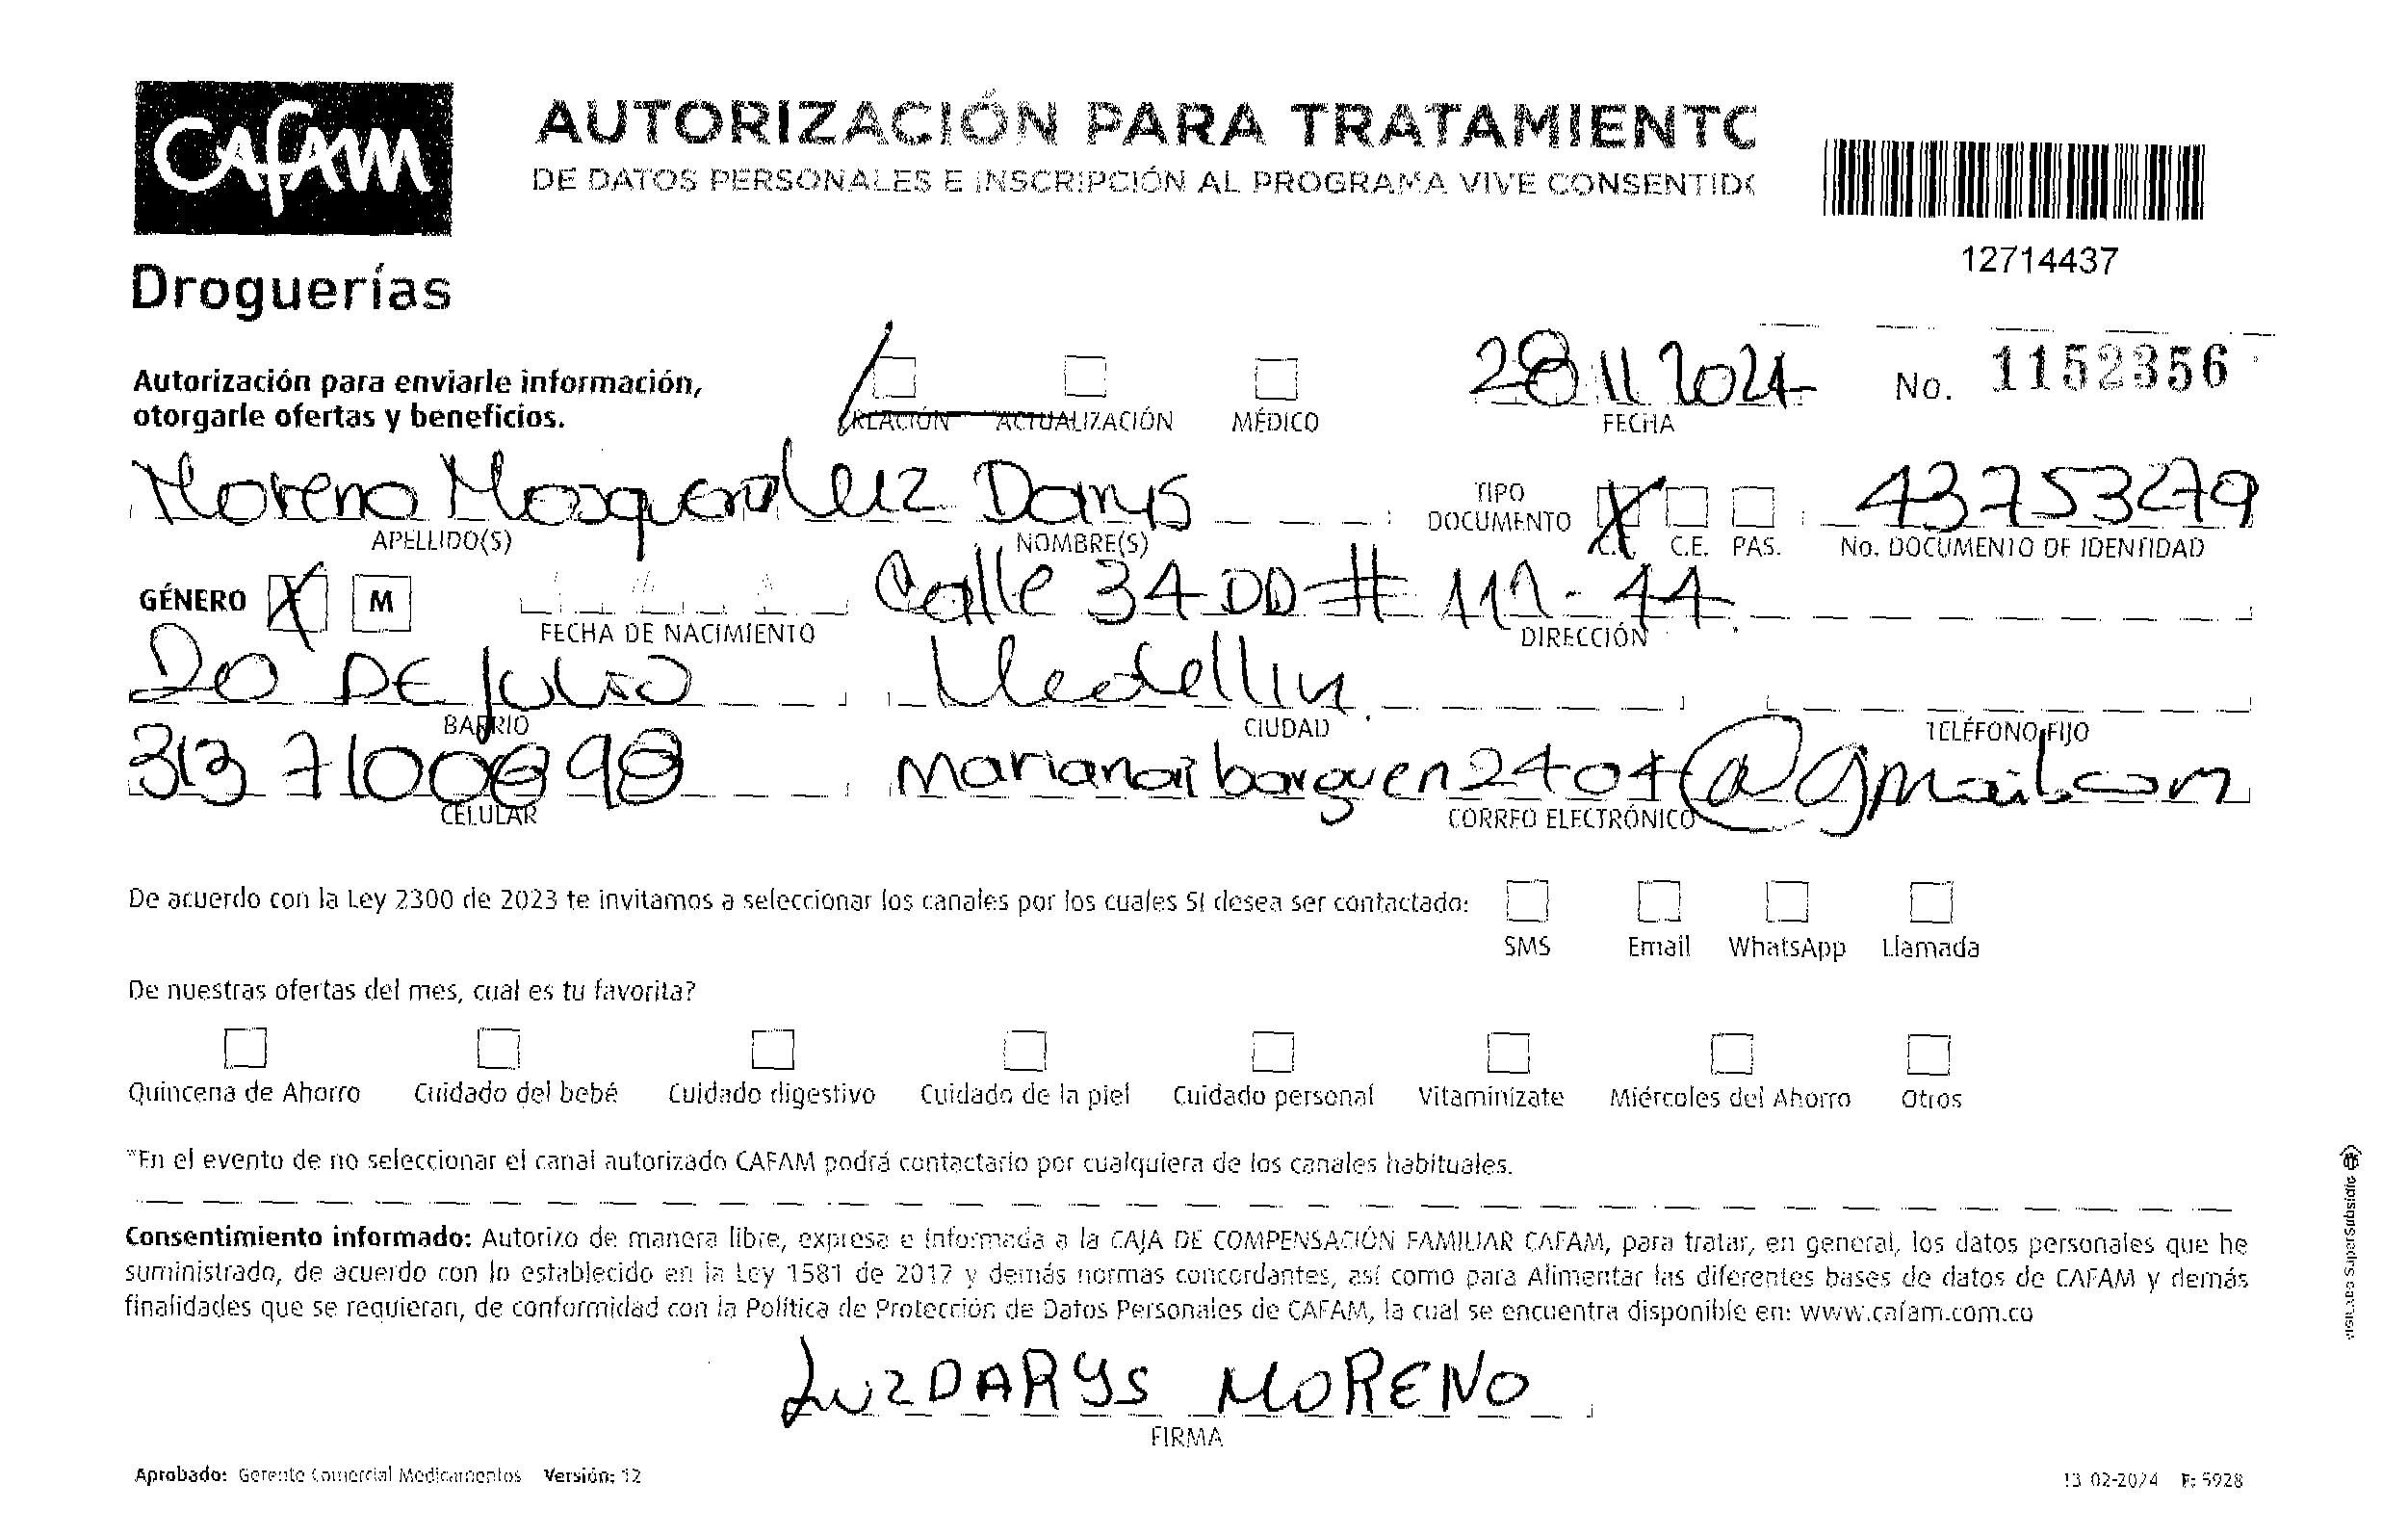 CAFAM
Droguerías
AUTORIZACIÓN PARA TRATAMIENTO
DE DATOS PERSONALES E INSCRIPCIÓN AL PROGRAMA VIVE CONSENTIDO
12714437
Autorización para enviarle información,
otorgarle ofertas y beneficios.
CREACIÓN ACTUALIZACIÓN MÉDICO
28 11 2024
FECHA
No. 1152356
Moreno Mosquera Luz Darys
APELLIDO(S) NOMBRE(S)
TIPO
DOCUMENTO
X
C.C. C.E. PAS.
43753279
No. DOCUMENTO DE IDENTIDAD
GÉNERO X M
FECHA DE NACIMIENTO
Calle 34 DD # 111 - 44
DIRECCIÓN
20 DE Julio
BARRIO
Medellin
CIUDAD
TELÉFONO FIJO
313 7100898
CELULAR
marianaibarguen2404@gmail.com
CORREO ELECTRÓNICO
De acuerdo con la Ley 2300 de 2023 te invitamos a seleccionar los canales por los cuales SI desea ser contactado:
SMS Email WhatsApp Llamada
De nuestras ofertas del mes, cual es tu favorita?
Quincena de Ahorro Cuidado del bebé Cuidado digestivo Cuidado de la piel Cuidado personal Vitamínízate Miércoles del Ahorro Otros
*En el evento de no seleccionar el canal autorizado CAFAM podrá contactarlo por cualquiera de los canales habituales.
Consentimiento informado: Autorizo de manera libre, expresa e informada a la CAJA DE COMPENSACIÓN FAMILIAR CAFAM, para tratar, en general, los datos personales que he
suministrado, de acuerdo con lo establecido en la Ley 1581 de 2012 y demás normas concordantes, así como para Alimentar las diferentes bases de datos de CAFAM y demás
finalidades que se requieran, de conformidad con la Política de Protección de Datos Personales de CAFAM, la cual se encuentra disponible en: www.cafam.com.co
LUZ DARYS MORENO
FIRMA
Aprobado: Gerente Comercial Medicamentos Versión: 12
13-02-2024 F: 5928
VIGILADO SuperSubsidio